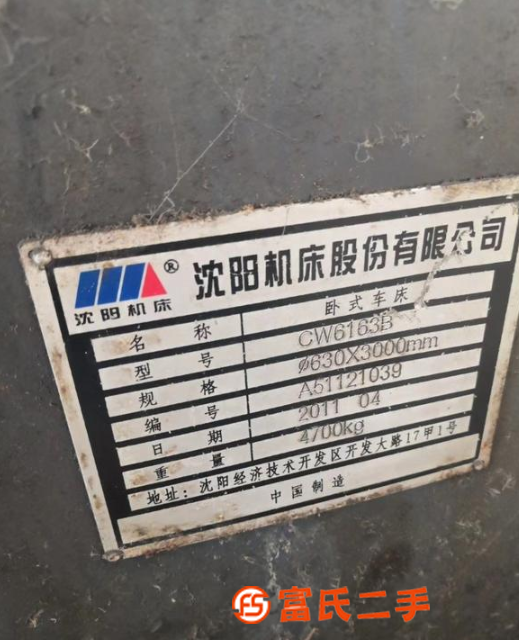 沈阳机床®
沈阳机床股份有限公司
名称 卧式车床
型号 CW6163B
规格 ø630X3000mm
编号 A51121039
日期 2011 04
重量 4700kg
地址：沈阳经济技术开发区开发大路17甲1号
中国制造
FS 富氏二手